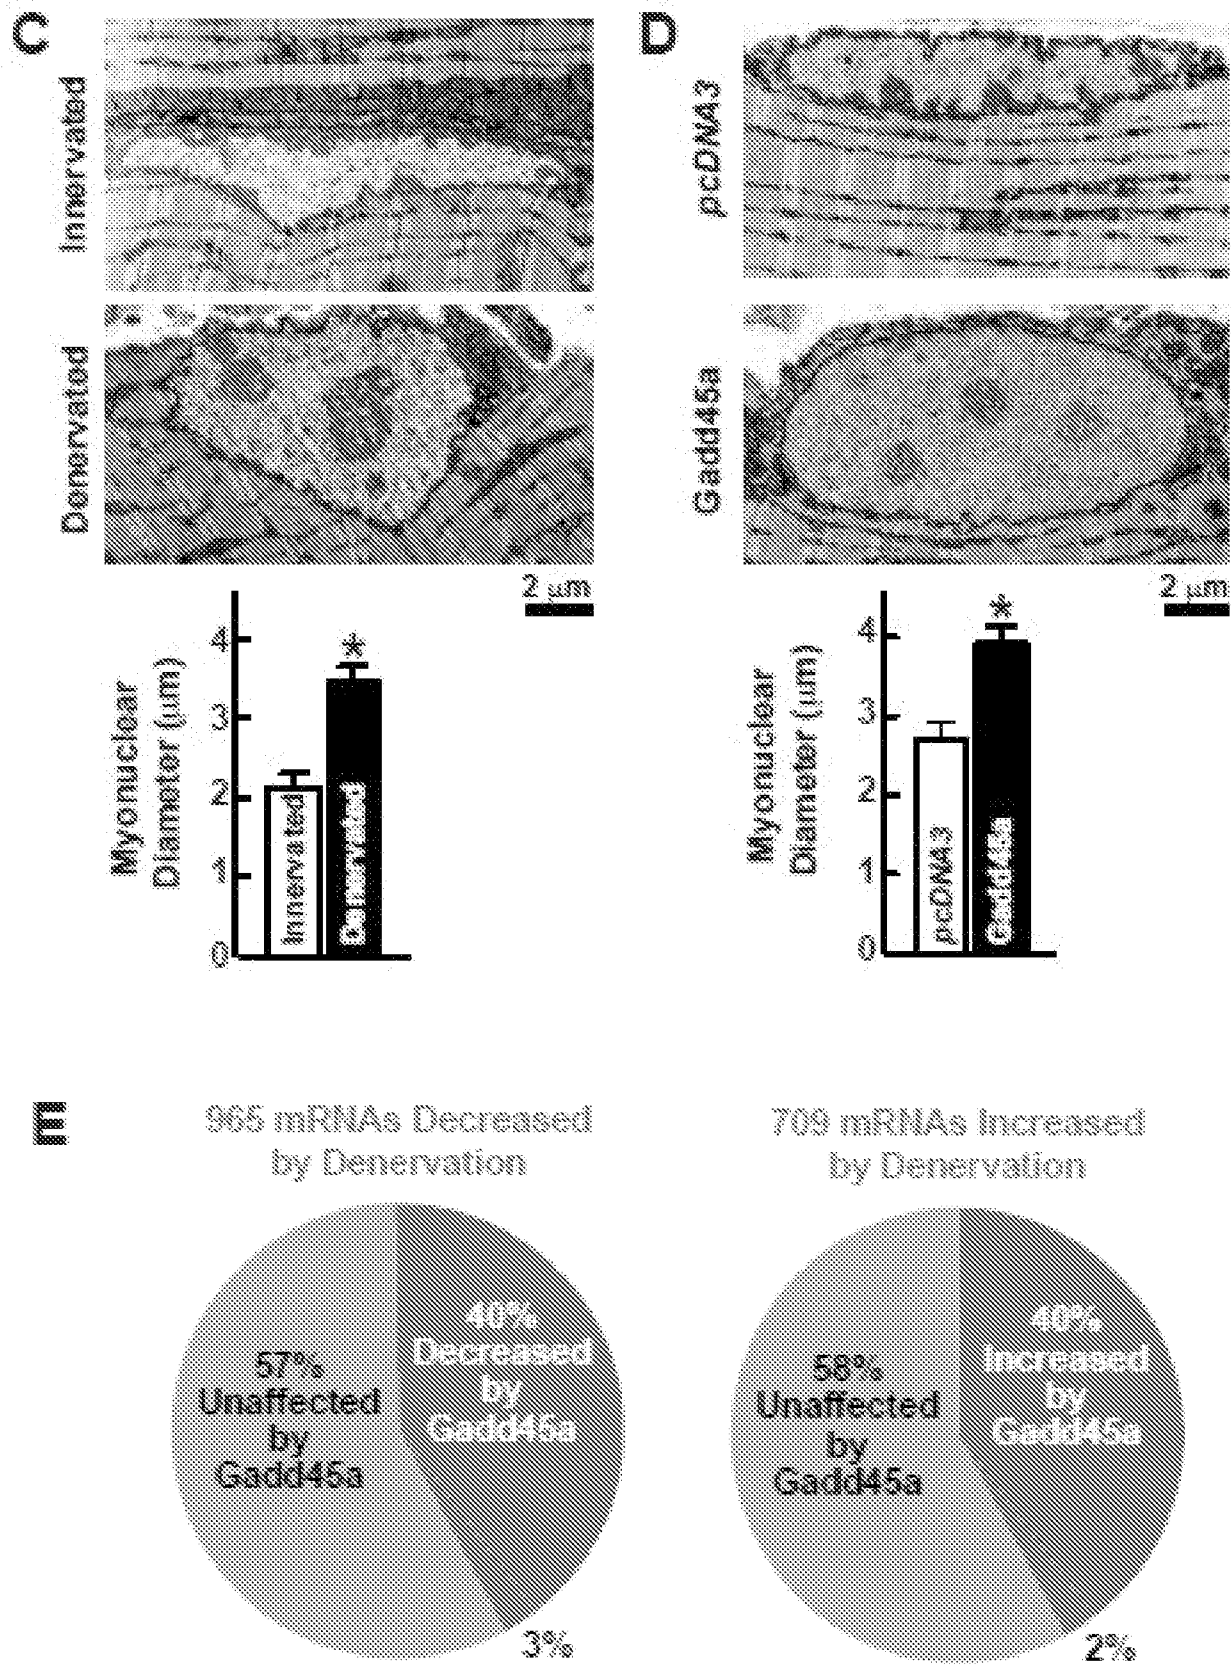 C
Innervated
Denervated
2 μm
Myonuclear
Diameter (μm)
4
3
2
1
0
*
Innervated
Denervated
D
pcDNA3
Gadd45a
2 μm
Myonuclear
Diameter (μm)
4
3
2
1
0
*
pcDNA3
Gadd45a
E
965 mRNAs Decreased
by Denervation
57%
Unaffected
by
Gadd45a
40%
Decreased
by
Gadd45a
3%
709 mRNAs Increased
by Denervation
58%
Unaffected
by
Gadd45a
40%
Increased
by
Gadd45a
2%